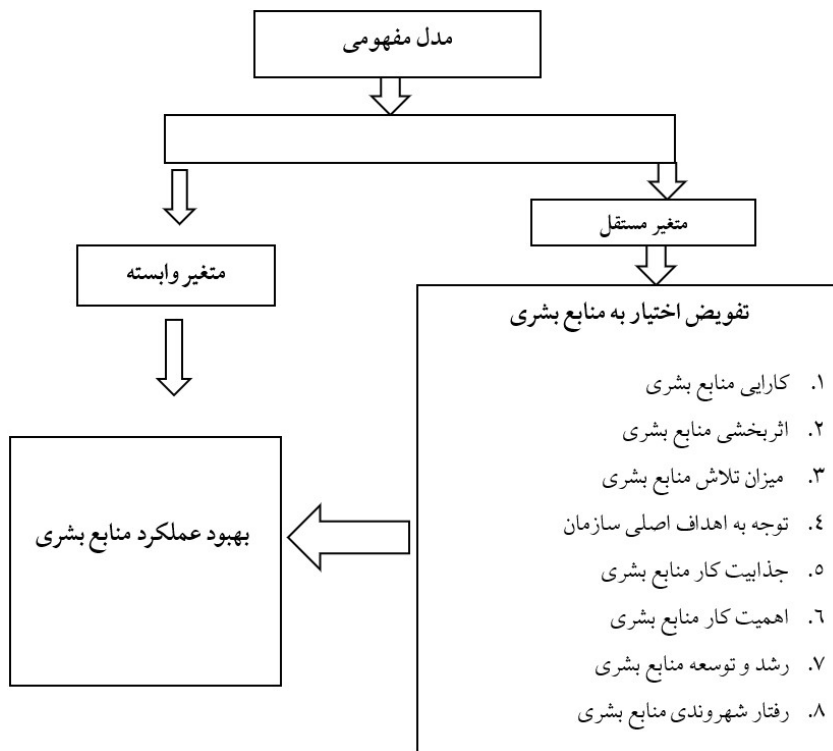 مدل مفهومی
متغیر مستقل
متغیر وابسته
تفویض اختیار به منابع بشری
۱. کارایی منابع بشری
۲. اثربخشی منابع بشری
۳. میزان تلاش منابع بشری
٤. توجه به اهداف اصلی سازمان
٥. جذابیت کار منابع بشری
٦. اهمیت کار منابع بشری
۷. رشد و توسعه منابع بشری
۸. رفتار شهروندی منابع بشری
بهبود عملکرد منابع بشری